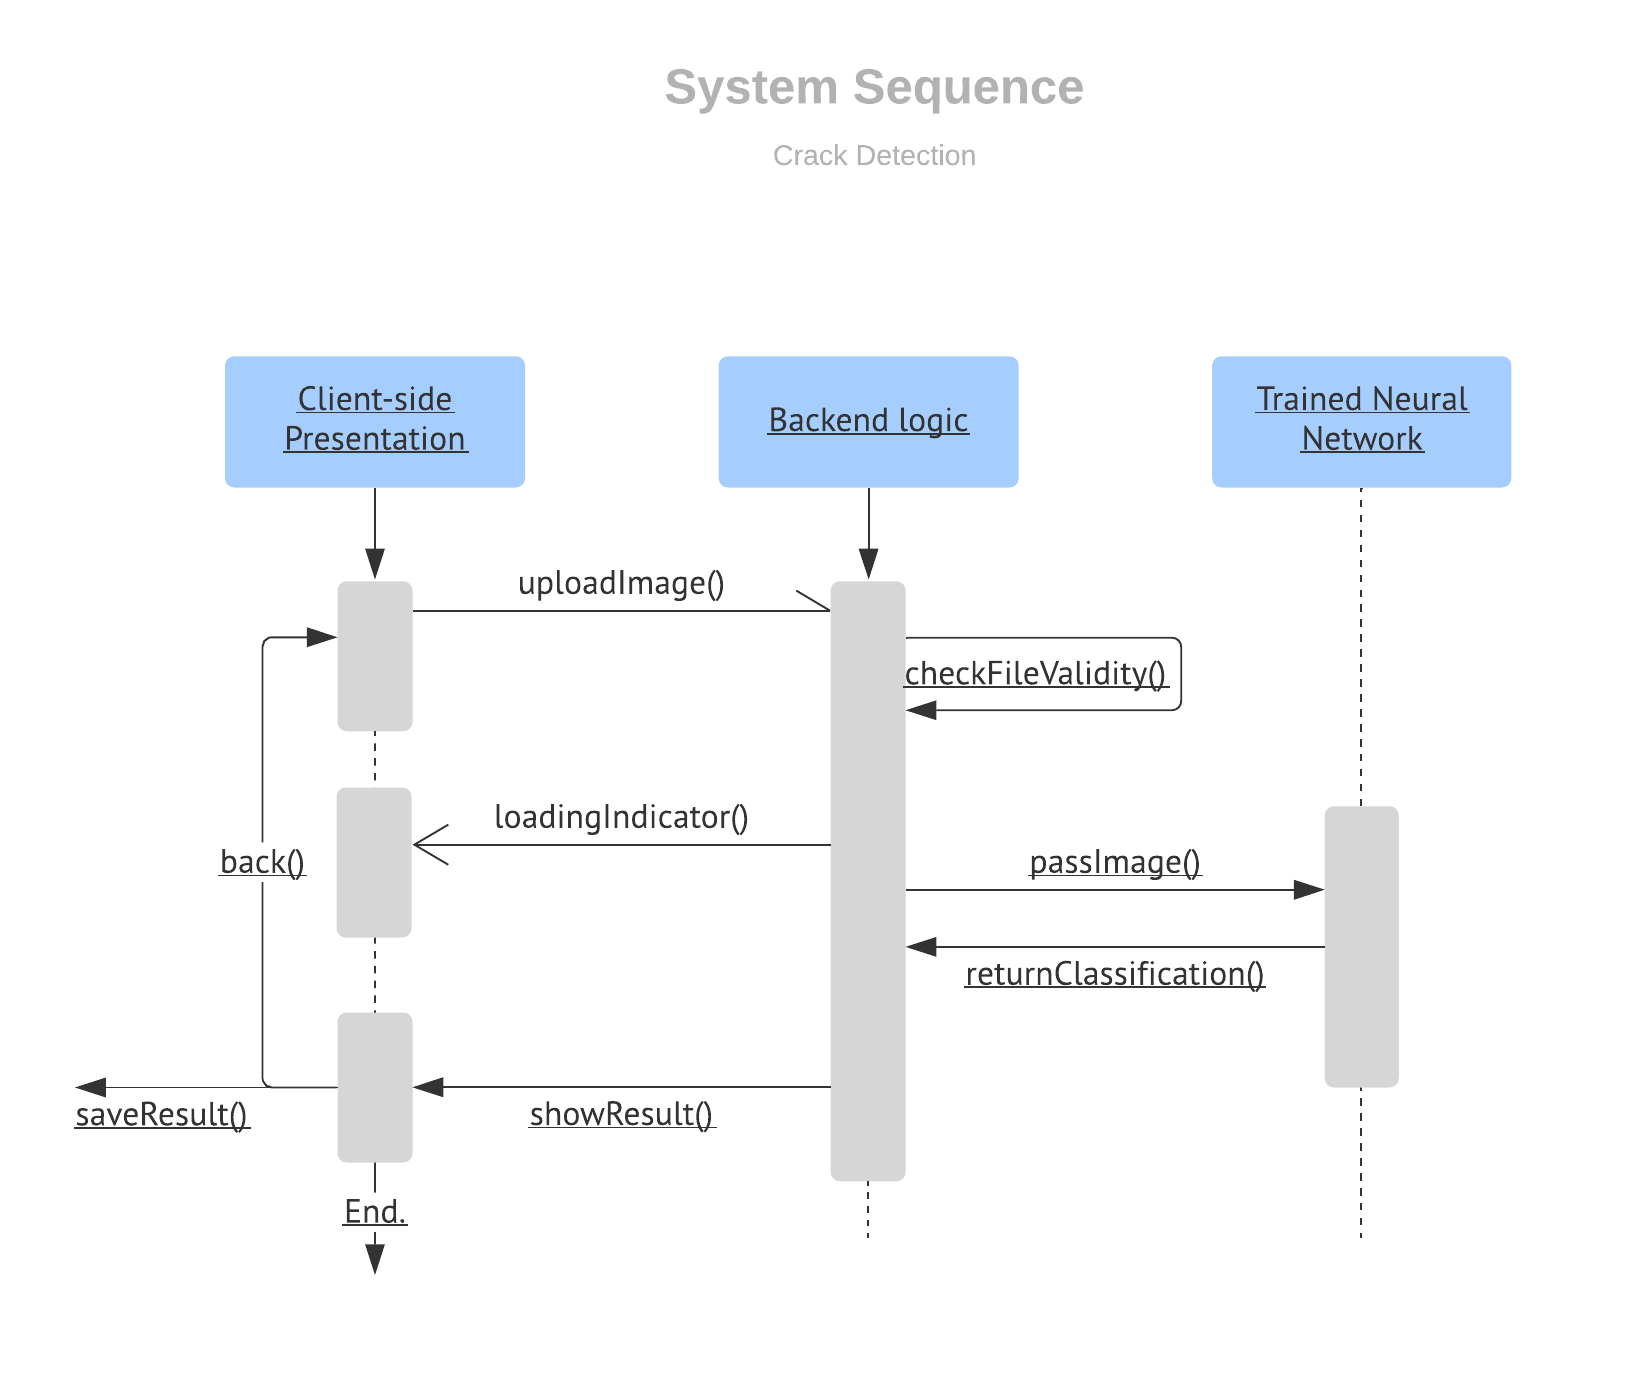 System Sequence
Crack Detection
Client-side
Presentation
Backend logic
Trained Neural
Network
uploadImage()
checkFileValidity()
loadingIndicator()
back()
passImage()
returnClassification()
saveResult()
showResult()
End.